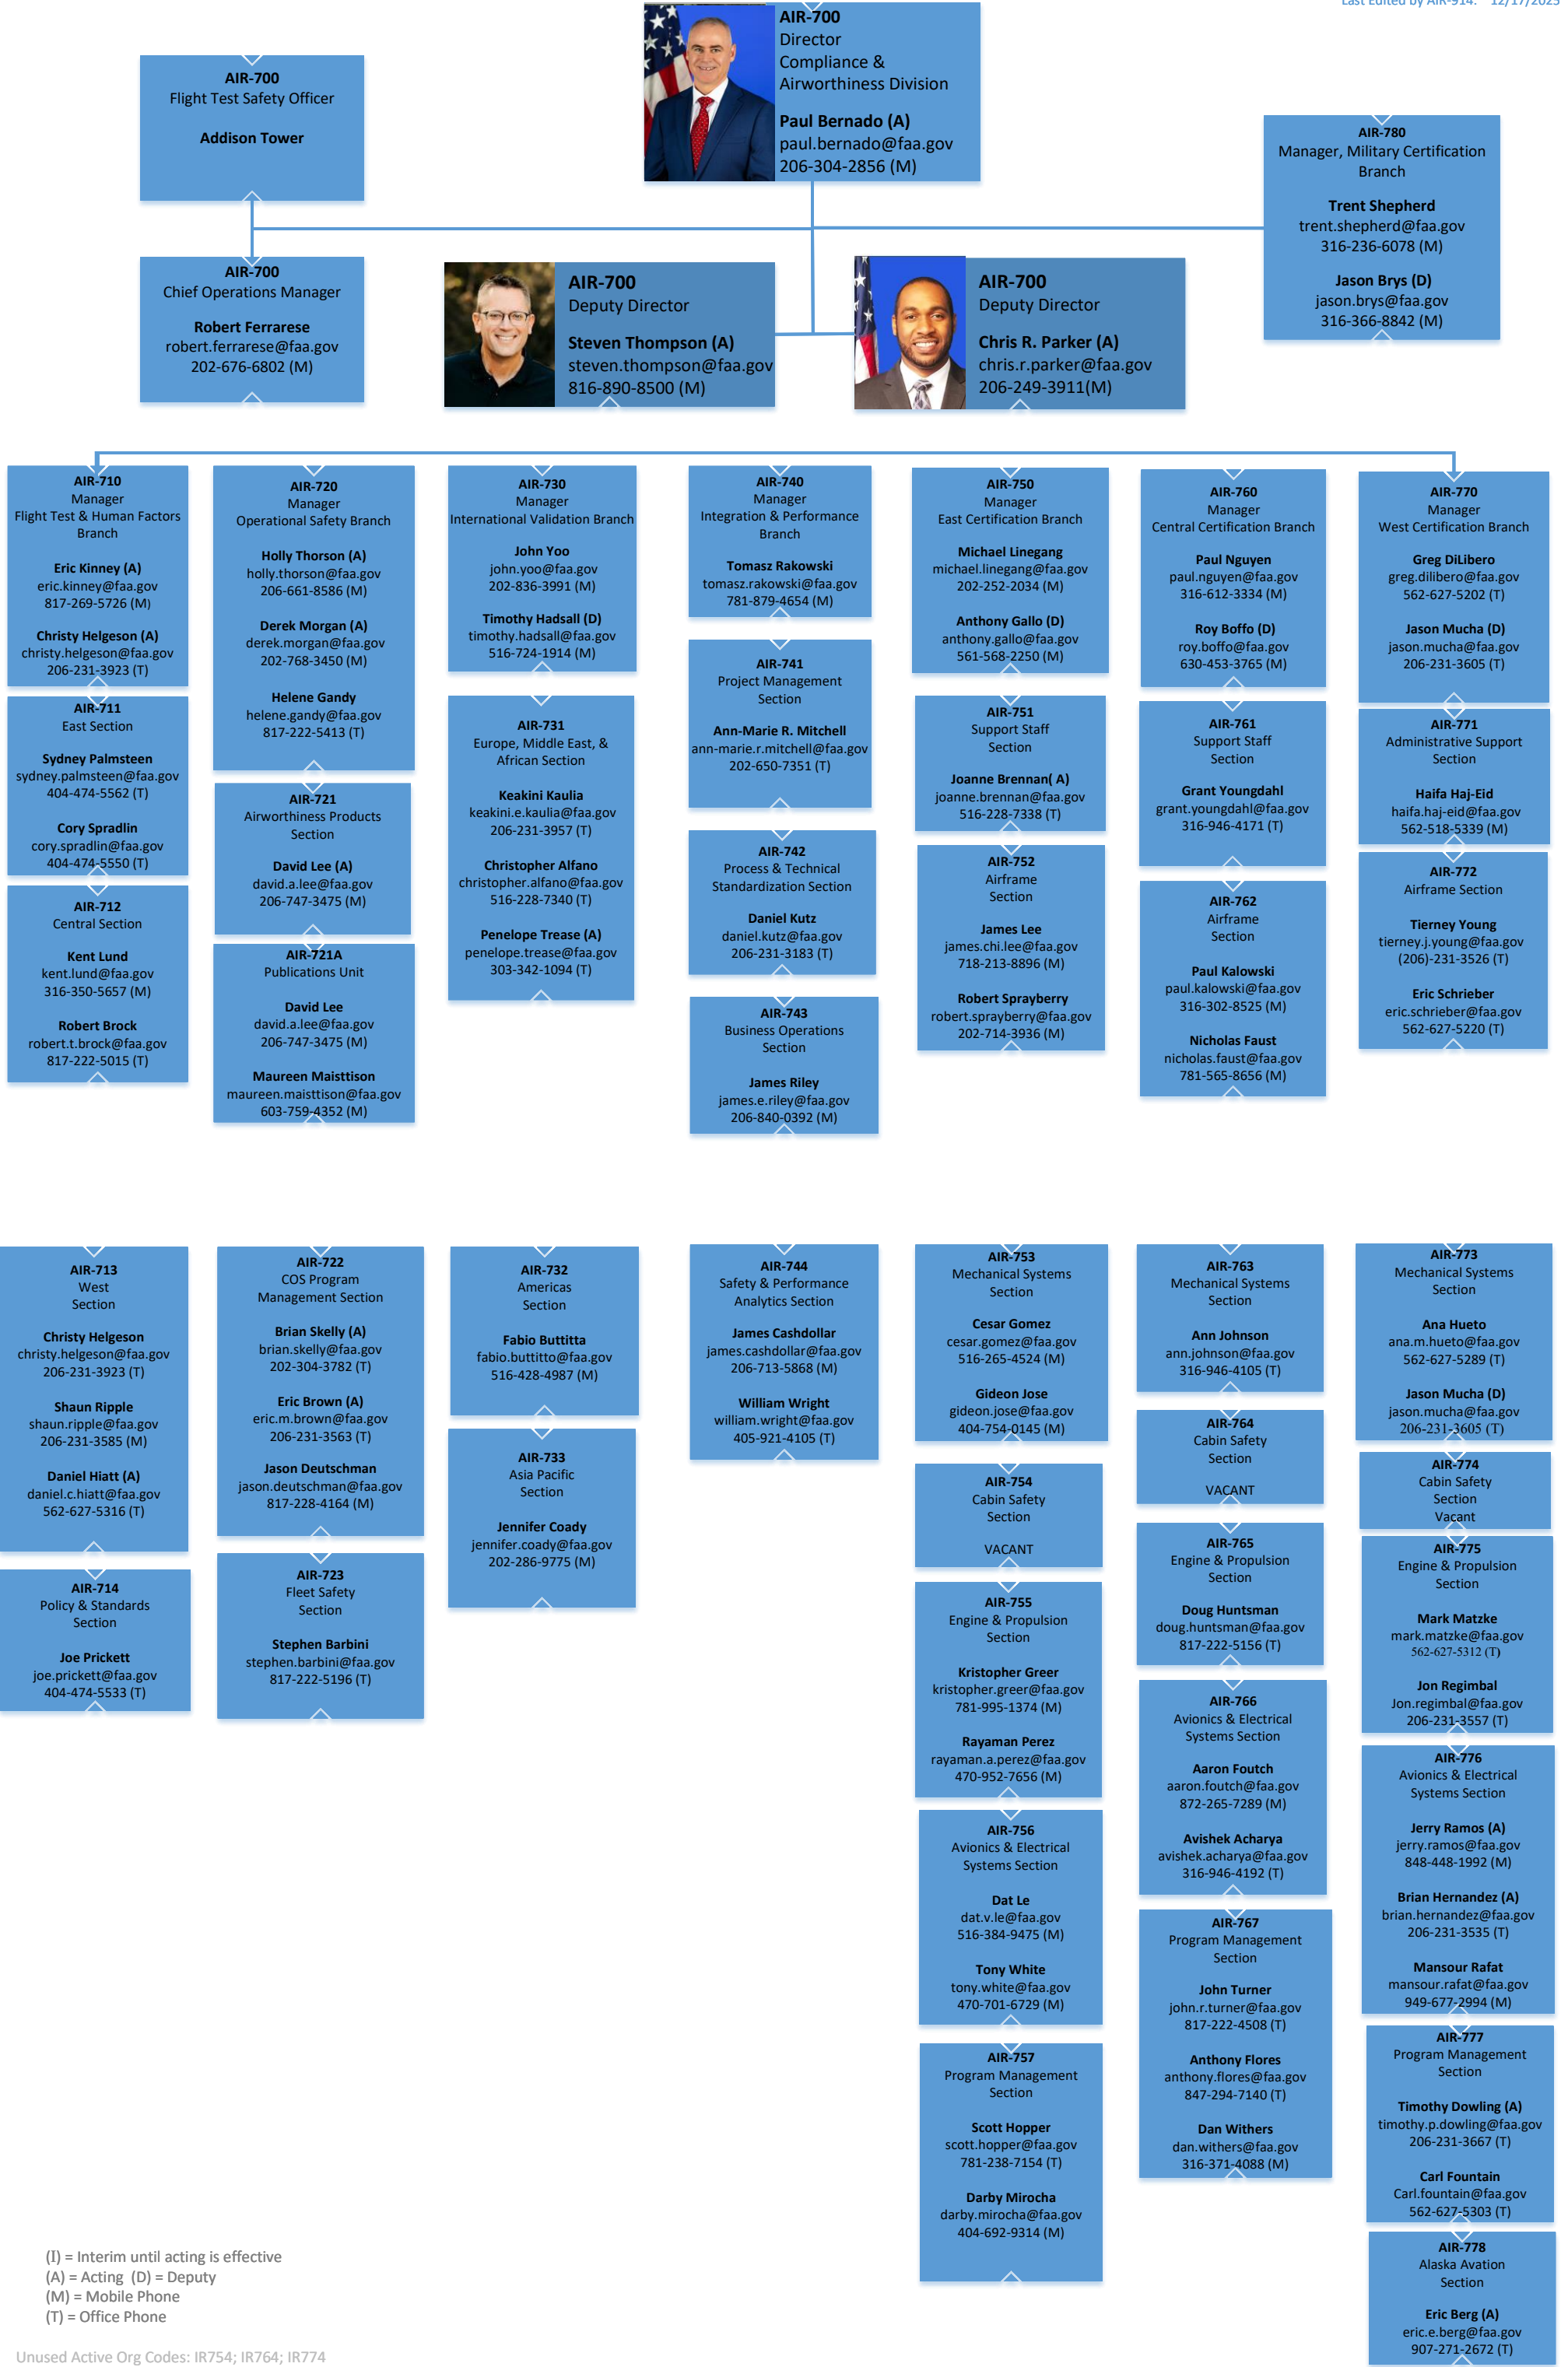 Last Edited by AIR-914: 12/17/2025
AIR-700
Director
Compliance &
Airworthiness Division
Paul Bernado (A)
paul.bernado@faa.gov
206-304-2856 (M)
AIR-700
Flight Test Safety Officer
Addison Tower
AIR-780
Manager, Military Certification
Branch
Trent Shepherd
trent.shepherd@faa.gov
316-236-6078 (M)
Jason Brys (D)
jason.brys@faa.gov
316-366-8842 (M)
AIR-700
Chief Operations Manager
Robert Ferrarese
robert.ferrarese@faa.gov
202-676-6802 (M)
AIR-700
Deputy Director
Steven Thompson (A)
steven.thompson@faa.gov
816-890-8500 (M)
AIR-700
Deputy Director
Chris R. Parker (A)
chris.r.parker@faa.gov
206-249-3911(M)
AIR-710
Manager
Flight Test & Human Factors
Branch
Eric Kinney (A)
eric.kinney@faa.gov
817-269-5726 (M)
Christy Helgeson (A)
christy.helgeson@faa.gov
206-231-3923 (T)
AIR-711
East Section
Sydney Palmsteen
sydney.palmsteen@faa.gov
404-474-5562 (T)
Cory Spradlin
cory.spradlin@faa.gov
404-474-5550 (T)
AIR-712
Central Section
Kent Lund
kent.lund@faa.gov
316-350-5657 (M)
Robert Brock
robert.t.brock@faa.gov
817-222-5015 (T)
AIR-720
Manager
Operational Safety Branch
Holly Thorson (A)
holly.thorson@faa.gov
206-661-8586 (M)
Derek Morgan (A)
derek.morgan@faa.gov
202-768-3450 (M)
Helene Gandy
helene.gandy@faa.gov
817-222-5413 (T)
AIR-721
Airworthiness Products
Section
David Lee (A)
david.a.lee@faa.gov
206-747-3475 (M)
AIR-721A
Publications Unit
David Lee
david.a.lee@faa.gov
206-747-3475 (M)
Maureen Maisttison
maureen.maisttison@faa.gov
603-759-4352 (M)
AIR-730
Manager
International Validation Branch
John Yoo
john.yoo@faa.gov
202-836-3991 (M)
Timothy Hadsall (D)
timothy.hadsall@faa.gov
516-724-1914 (M)
AIR-731
Europe, Middle East, &
African Section
Keakini Kaulia
keakini.e.kaulia@faa.gov
206-231-3957 (T)
Christopher Alfano
christopher.alfano@faa.gov
516-228-7340 (T)
Penelope Trease (A)
penelope.trease@faa.gov
303-342-1094 (T)
AIR-740
Manager
Integration & Performance
Branch
Tomasz Rakowski
tomasz.rakowski@faa.gov
781-879-4654 (M)
AIR-741
Project Management
Section
Ann-Marie R. Mitchell
ann-marie.r.mitchell@faa.gov
202-650-7351 (T)
AIR-742
Process & Technical
Standardization Section
Daniel Kutz
daniel.kutz@faa.gov
206-231-3183 (T)
AIR-743
Business Operations
Section
James Riley
james.e.riley@faa.gov
206-840-0392 (M)
AIR-750
Manager
East Certification Branch
Michael Linegang
michael.linegang@faa.gov
202-252-2034 (M)
Anthony Gallo (D)
anthony.gallo@faa.gov
561-568-2250 (M)
AIR-751
Support Staff
Section
Joanne Brennan( A)
joanne.brennan@faa.gov
516-228-7338 (T)
AIR-752
Airframe
Section
James Lee
james.chi.lee@faa.gov
718-213-8896 (M)
Robert Sprayberry
robert.sprayberry@faa.gov
202-714-3936 (M)
AIR-760
Manager
Central Certification Branch
Paul Nguyen
paul.nguyen@faa.gov
316-612-3334 (M)
Roy Boffo (D)
roy.boffo@faa.gov
630-453-3765 (M)
AIR-761
Support Staff
Section
Grant Youngdahl
grant.youngdahl@faa.gov
316-946-4171 (T)
AIR-762
Airframe
Section
Paul Kalowski
paul.kalowski@faa.gov
316-302-8525 (M)
Nicholas Faust
nicholas.faust@faa.gov
781-565-8656 (M)
AIR-770
Manager
West Certification Branch
Greg DiLibero
greg.dilibero@faa.gov
562-627-5202 (T)
Jason Mucha (D)
jason.mucha@faa.gov
206-231-3605 (T)
AIR-771
Administrative Support
Section
Haifa Haj-Eid
haifa.haj-eid@faa.gov
562-518-5339 (M)
AIR-772
Airframe Section
Tierney Young
tierney.j.young@faa.gov
(206)-231-3526 (T)
Eric Schrieber
eric.schrieber@faa.gov
562-627-5220 (T)
AIR-713
West
Section
Christy Helgeson
christy.helgeson@faa.gov
206-231-3923 (T)
Shaun Ripple
shaun.ripple@faa.gov
206-231-3585 (M)
Daniel Hiatt (A)
daniel.c.hiatt@faa.gov
562-627-5316 (T)
AIR-714
Policy & Standards
Section
Joe Prickett
joe.prickett@faa.gov
404-474-5533 (T)
AIR-722
COS Program
Management Section
Brian Skelly (A)
brian.skelly@faa.gov
202-304-3782 (T)
Eric Brown (A)
eric.m.brown@faa.gov
206-231-3563 (T)
Jason Deutschman
jason.deutschman@faa.gov
817-228-4164 (M)
AIR-723
Fleet Safety
Section
Stephen Barbini
stephen.barbini@faa.gov
817-222-5196 (T)
AIR-732
Americas
Section
Fabio Buttitta
fabio.buttitto@faa.gov
516-428-4987 (M)
AIR-733
Asia Pacific
Section
Jennifer Coady
jennifer.coady@faa.gov
202-286-9775 (M)
AIR-744
Safety & Performance
Analytics Section
James Cashdollar
james.cashdollar@faa.gov
206-713-5868 (M)
William Wright
william.wright@faa.gov
405-921-4105 (T)
AIR-753
Mechanical Systems
Section
Cesar Gomez
cesar.gomez@faa.gov
516-265-4524 (M)
Gideon Jose
gideon.jose@faa.gov
404-754-0145 (M)
AIR-754
Cabin Safety
Section
VACANT
AIR-755
Engine & Propulsion
Section
Kristopher Greer
kristopher.greer@faa.gov
781-995-1374 (M)
Rayaman Perez
rayaman.a.perez@faa.gov
470-952-7656 (M)
AIR-756
Avionics & Electrical
Systems Section
Dat Le
dat.v.le@faa.gov
516-384-9475 (M)
Tony White
tony.white@faa.gov
470-701-6729 (M)
AIR-757
Program Management
Section
Scott Hopper
scott.hopper@faa.gov
781-238-7154 (T)
Darby Mirocha
darby.mirocha@faa.gov
404-692-9314 (M)
AIR-763
Mechanical Systems
Section
Ann Johnson
ann.johnson@faa.gov
316-946-4105 (T)
AIR-764
Cabin Safety
Section
VACANT
AIR-765
Engine & Propulsion
Section
Doug Huntsman
doug.huntsman@faa.gov
817-222-5156 (T)
AIR-766
Avionics & Electrical
Systems Section
Aaron Foutch
aaron.foutch@faa.gov
872-265-7289 (M)
Avishek Acharya
avishek.acharya@faa.gov
316-946-4192 (T)
AIR-767
Program Management
Section
John Turner
john.r.turner@faa.gov
817-222-4508 (T)
Anthony Flores
anthony.flores@faa.gov
847-294-7140 (T)
Dan Withers
dan.withers@faa.gov
316-371-4088 (M)
AIR-773
Mechanical Systems
Section
Ana Hueto
ana.m.hueto@faa.gov
562-627-5289 (T)
Jason Mucha (D)
jason.mucha@faa.gov
206-231-3605 (T)
AIR-774
Cabin Safety
Section
Vacant
AIR-775
Engine & Propulsion
Section
Mark Matzke
mark.matzke@faa.gov
562-627-5312 (T)
Jon Regimbal
Jon.regimbal@faa.gov
206-231-3557 (T)
AIR-776
Avionics & Electrical
Systems Section
Jerry Ramos (A)
jerry.ramos@faa.gov
848-448-1992 (M)
Brian Hernandez (A)
brian.hernandez@faa.gov
206-231-3535 (T)
Mansour Rafat
mansour.rafat@faa.gov
949-677-2994 (M)
AIR-777
Program Management
Section
Timothy Dowling (A)
timothy.p.dowling@faa.gov
206-231-3667 (T)
Carl Fountain
Carl.fountain@faa.gov
562-627-5303 (T)
AIR-778
Alaska Avation
Section
Eric Berg (A)
eric.e.berg@faa.gov
907-271-2672 (T)
(I) = Interim until acting is effective
(A) = Acting (D) = Deputy
(M) = Mobile Phone
(T) = Office Phone
Unused Active Org Codes: IR754; IR764; IR774